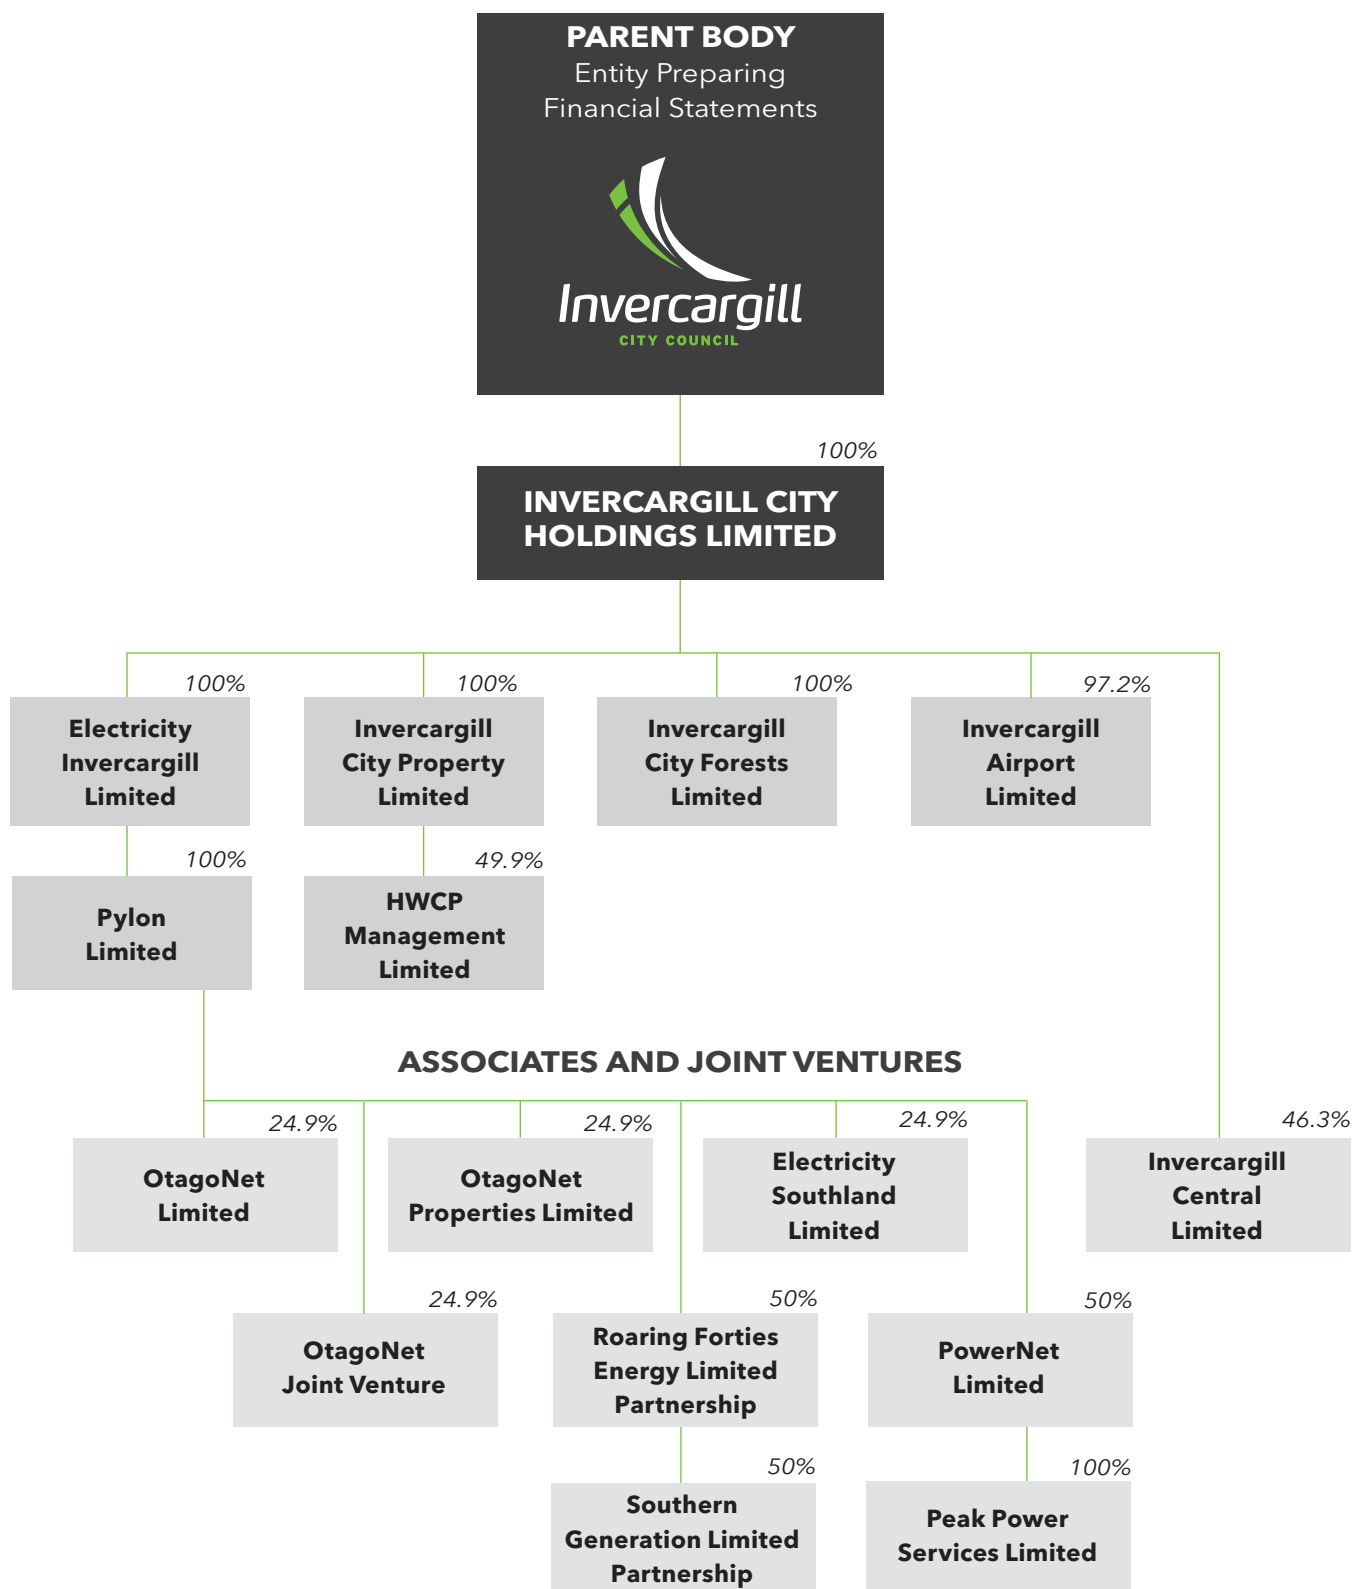 PARENT BODY
Entity Preparing
Financial Statements
Invercargill
CITY COUNCIL
100%
INVERCARGILL CITY
HOLDINGS LIMITED
100%
Electricity
Invercargill
Limited
100%
Invercargill
City Property
Limited
100%
Invercargill
City Forests
Limited
97.2%
Invercargill
Airport
Limited
100%
Pylon
Limited
49.9%
HWCP
Management
Limited
ASSOCIATES AND JOINT VENTURES
24.9%
OtagoNet
Limited
24.9%
OtagoNet
Properties Limited
24.9%
Electricity
Southland
Limited
46.3%
Invercargill
Central
Limited
24.9%
OtagoNet
Joint Venture
50%
Roaring Forties
Energy Limited
Partnership
50%
PowerNet
Limited
50%
Southern
Generation Limited
Partnership
100%
Peak Power
Services Limited